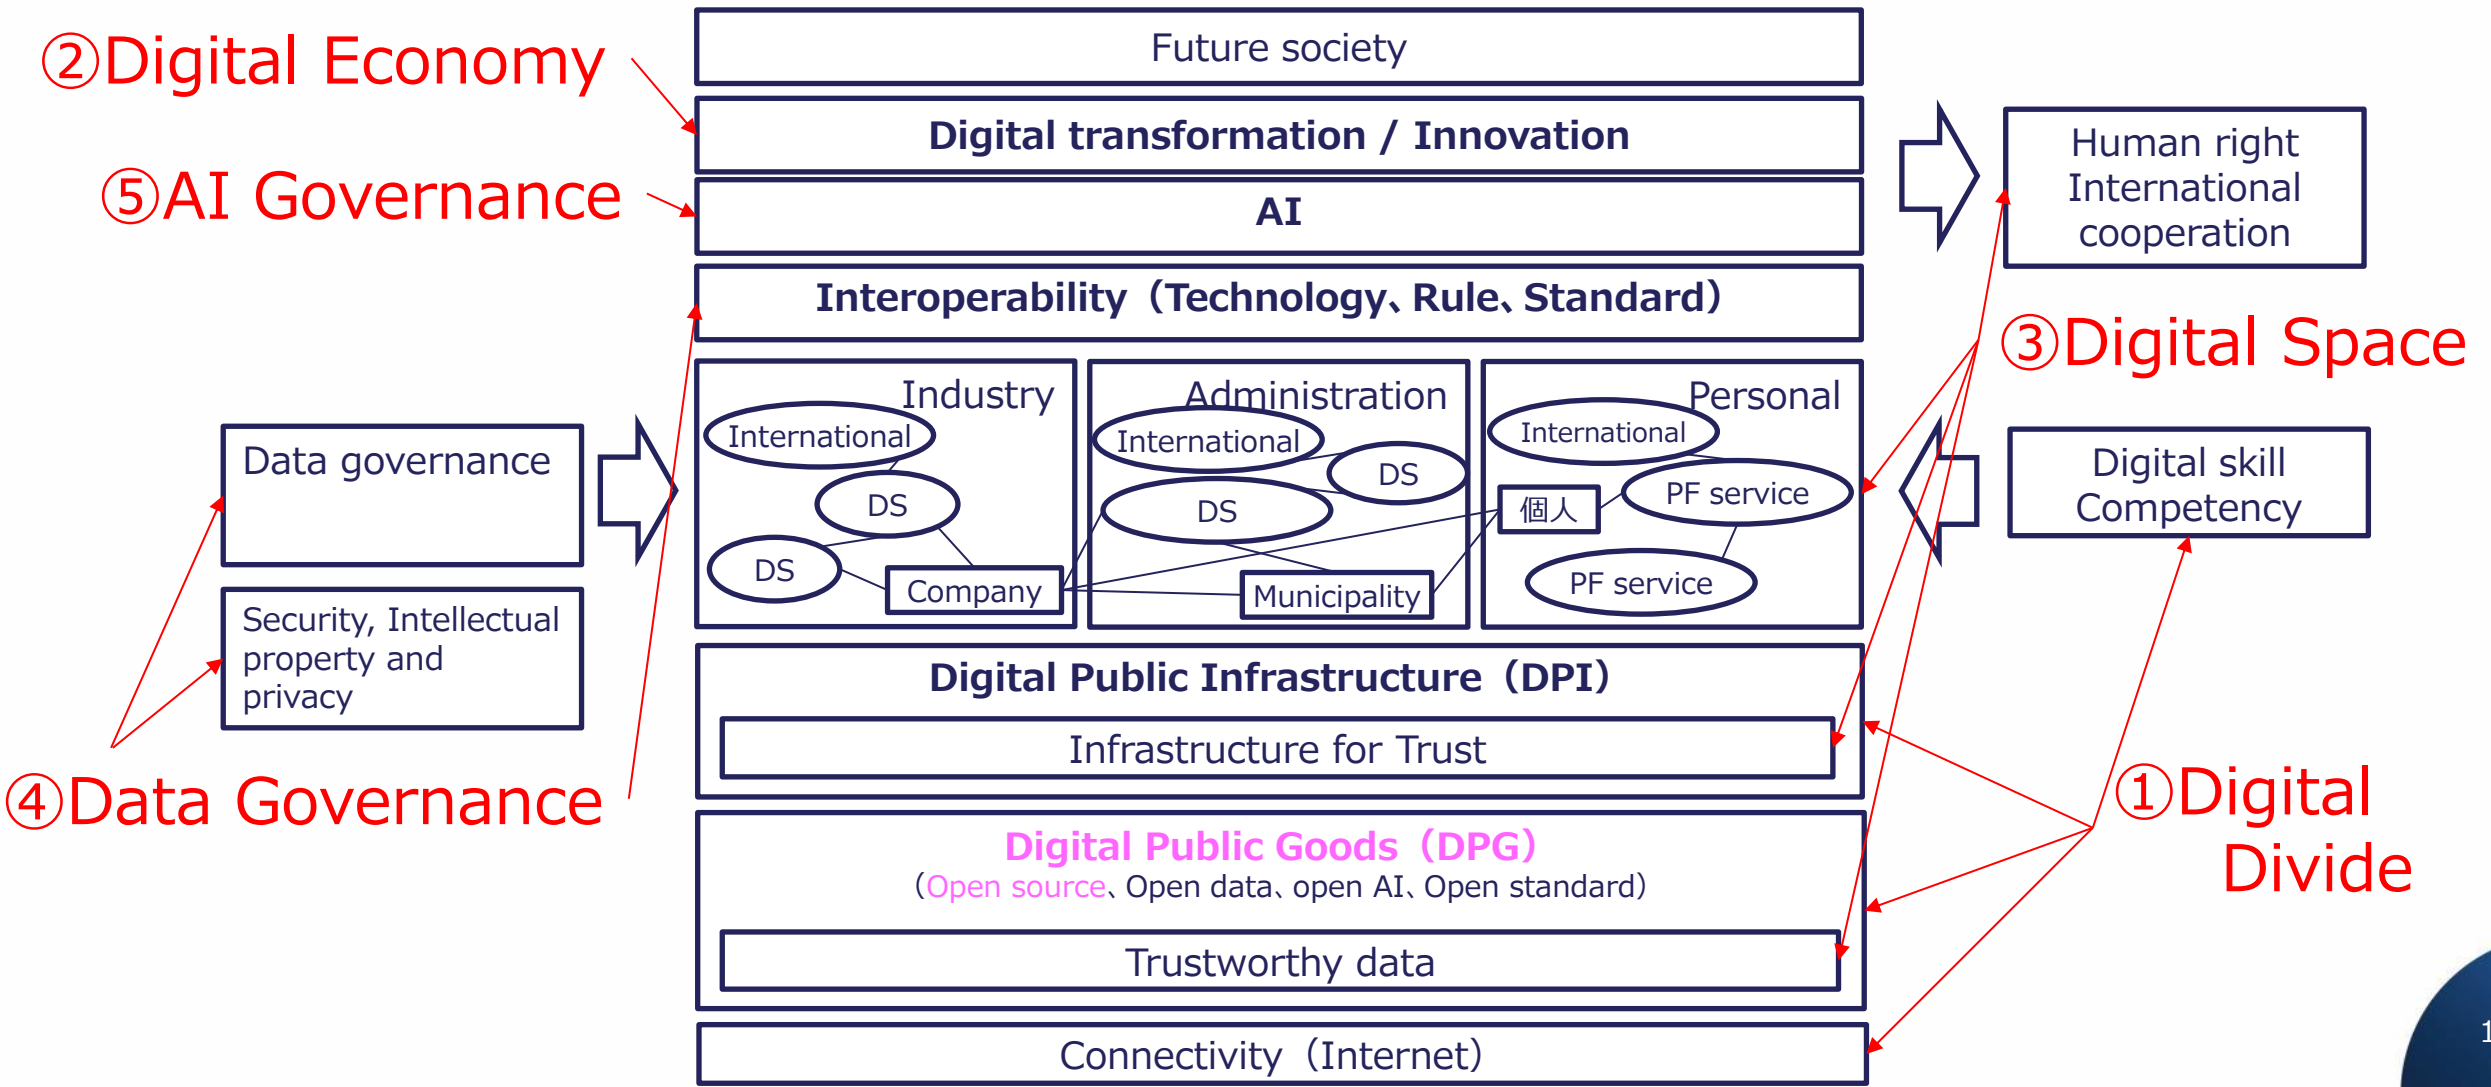 Future society
②Digital Economy
Digital transformation / Innovation
Human right
International
cooperation
⑤AI Governance
AI
Interoperability（Technology、Rule、Standard）
③Digital Space
Industry
International
DS
DS
Company
Administration
International
DS
DS
Municipality
Personal
International
PF service
個人
PF service
Data governance
Digital skill
Competency
Security, Intellectual
property and
privacy
Digital Public Infrastructure（DPI）
Infrastructure for Trust
④Data Governance
①Digital
Divide
Digital Public Goods（DPG）
（Open source、Open data、open AI、Open standard）
Trustworthy data
Connectivity（Internet）